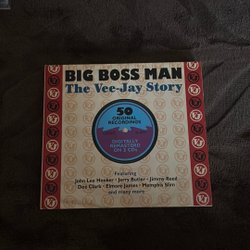 BIG BOSS MAN
The Vee-Jay Story
50
ORIGINAL
RECORDINGS
DIGITALLY
REMASTERED
ON 2 CDs
Featuring
John Lee Hooker • Jerry Butler • Jimmy Reed
Dee Clark • Elmore James • Memphis Slim
and many more